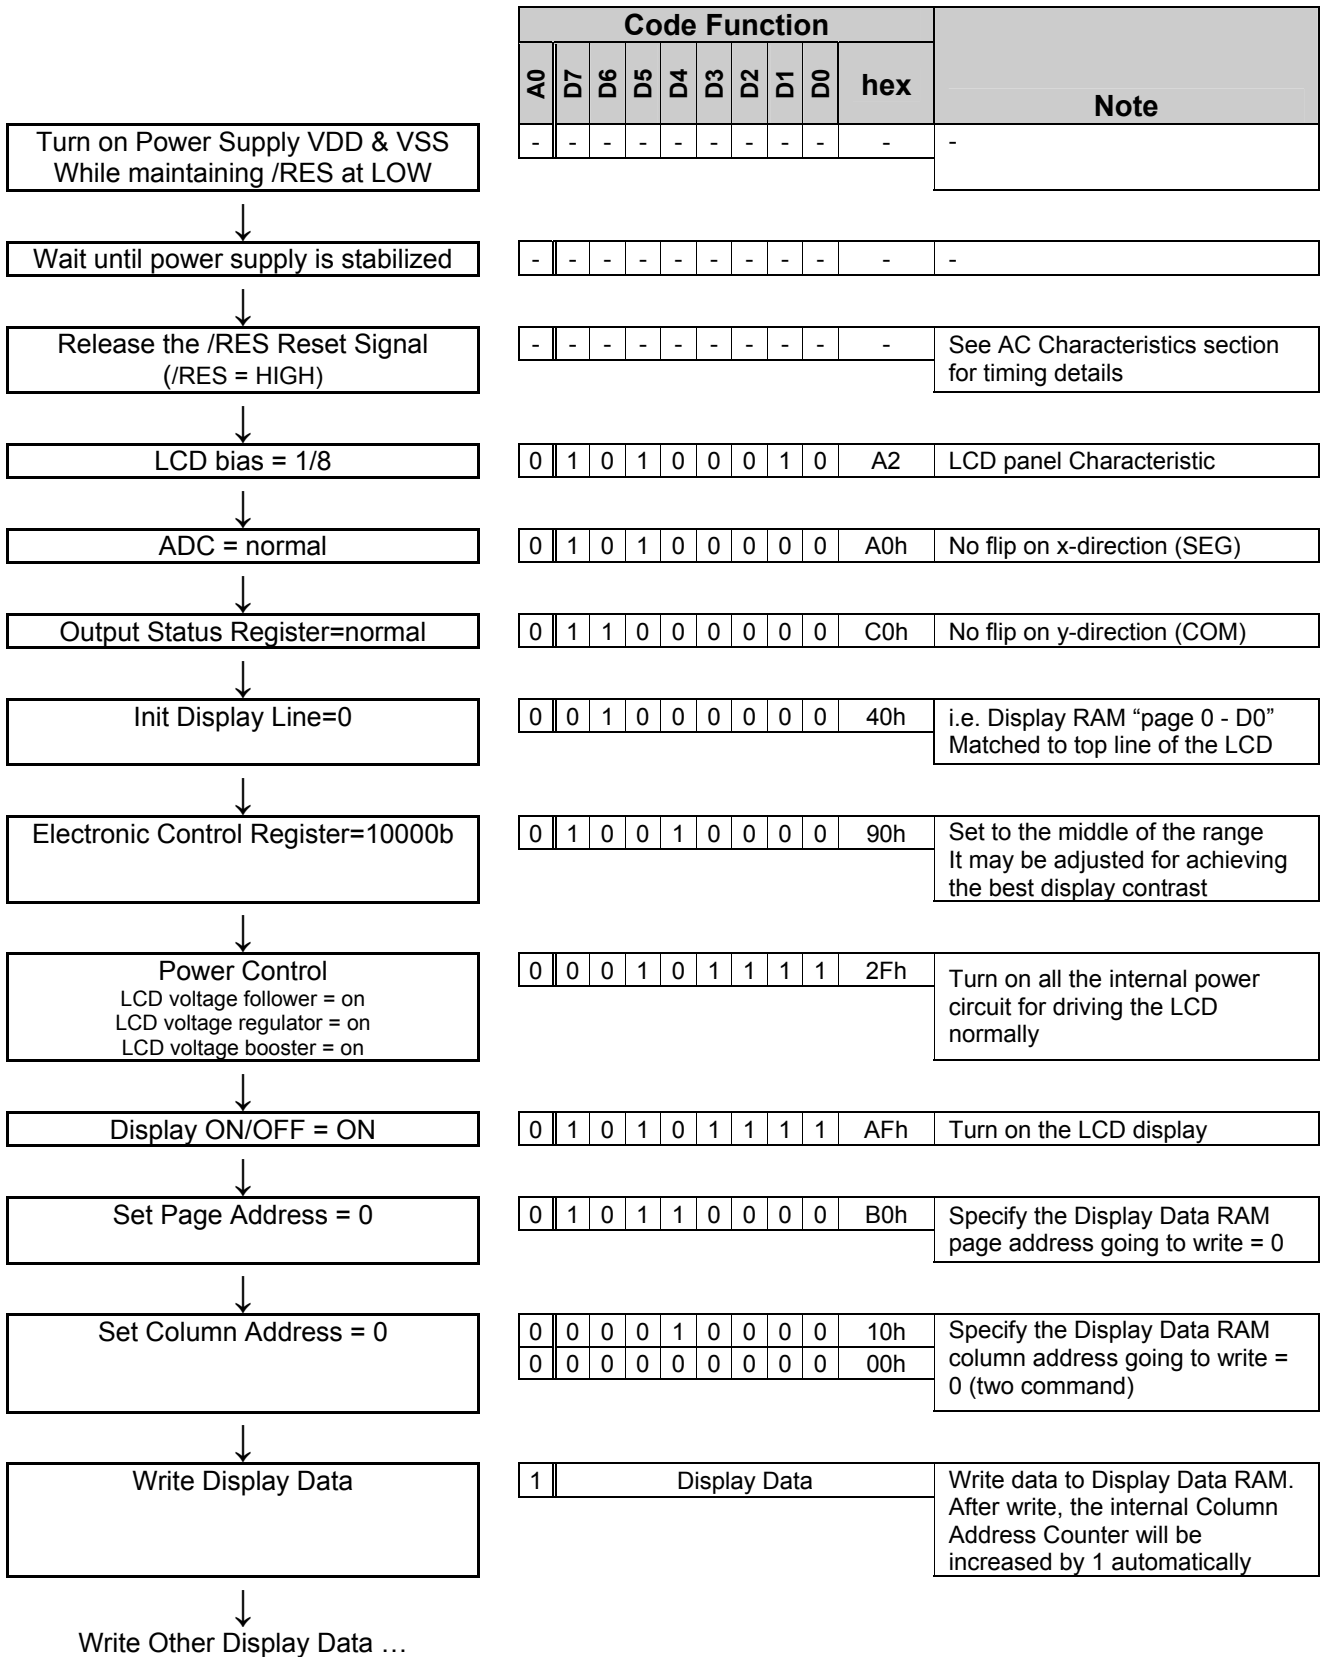 Code Function
A0 D7 D6 D5 D4 D3 D2 D1 D0 hex Note
Turn on Power Supply VDD & VSS
While maintaining /RES at LOW
- - - - - - - - - - -
↓
Wait until power supply is stabilized
- - - - - - - - - - -
↓
Release the /RES Reset Signal
(/RES = HIGH)
- - - - - - - - - -
See AC Characteristics section
for timing details
↓
LCD bias = 1/8
0 1 0 1 0 0 0 1 0 A2 LCD panel Characteristic
↓
ADC = normal
0 1 0 1 0 0 0 0 0 A0h No flip on x-direction (SEG)
↓
Output Status Register=normal
0 1 1 0 0 0 0 0 0 C0h No flip on y-direction (COM)
↓
Init Display Line=0
0 0 1 0 0 0 0 0 0 40h
i.e. Display RAM “page 0 - D0”
Matched to top line of the LCD
↓
Electronic Control Register=10000b
0 1 0 0 1 0 0 0 0 90h
Set to the middle of the range
It may be adjusted for achieving
the best display contrast
↓
Power Control
LCD voltage follower = on
LCD voltage regulator = on
LCD voltage booster = on
0 0 0 1 0 1 1 1 1 2Fh
Turn on all the internal power
circuit for driving the LCD
normally
↓
Display ON/OFF = ON
0 1 0 1 0 1 1 1 1 AFh Turn on the LCD display
↓
Set Page Address = 0
0 1 0 1 1 0 0 0 0 B0h
Specify the Display Data RAM
page address going to write = 0
↓
Set Column Address = 0
0 0 0 0 1 0 0 0 0 10h
0 0 0 0 0 0 0 0 0 00h
Specify the Display Data RAM
column address going to write =
0 (two command)
↓
Write Display Data
1 Display Data
Write data to Display Data RAM.
After write, the internal Column
Address Counter will be
increased by 1 automatically
↓
Write Other Display Data …